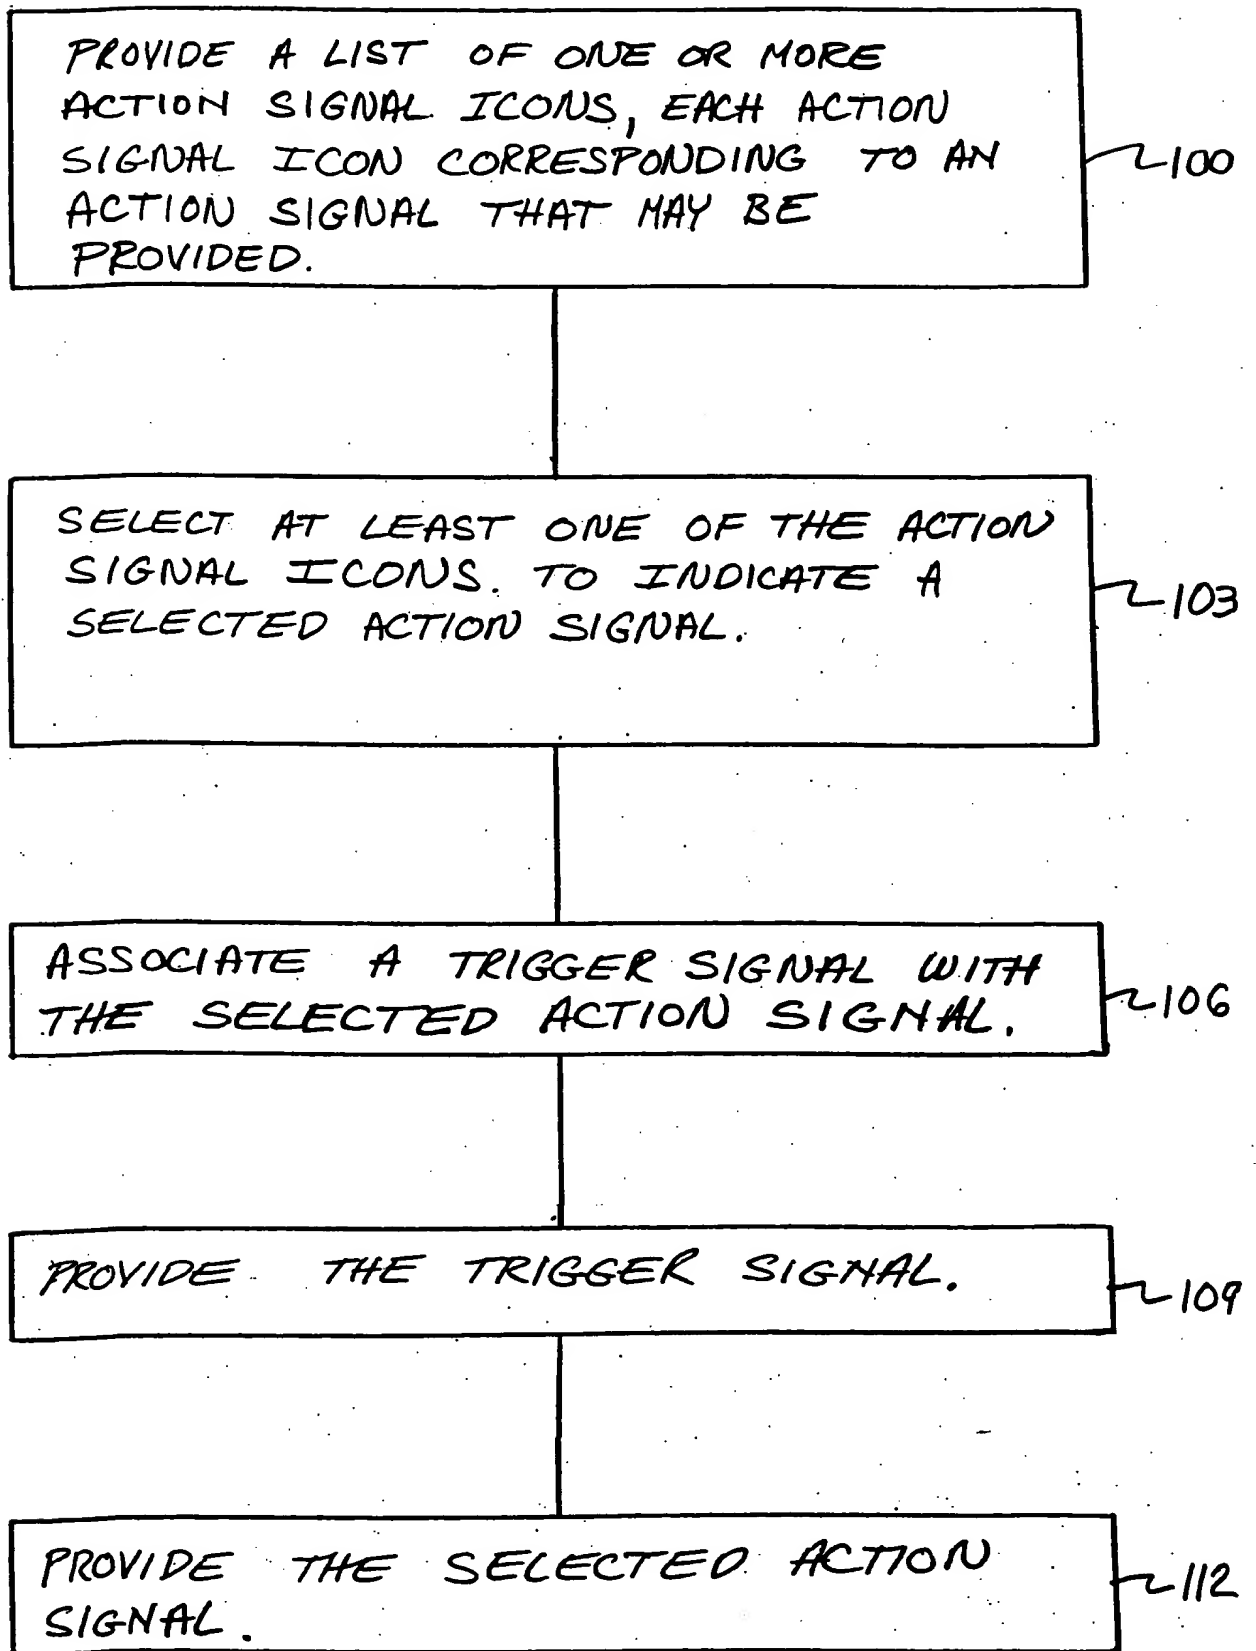 PROVIDE A LIST OF ONE OR MORE
ACTION SIGNAL ICONS, EACH ACTION
SIGNAL ICON CORRESPONDING TO AN
ACTION SIGNAL THAT MAY BE
PROVIDED.
100
SELECT AT LEAST ONE OF THE ACTION
SIGNAL ICONS. TO INDICATE A
SELECTED ACTION SIGNAL.
103
ASSOCIATE A TRIGGER SIGNAL WITH
THE SELECTED ACTION SIGNAL.
106
PROVIDE THE TRIGGER SIGNAL.
109
PROVIDE THE SELECTED ACTION
SIGNAL.
112